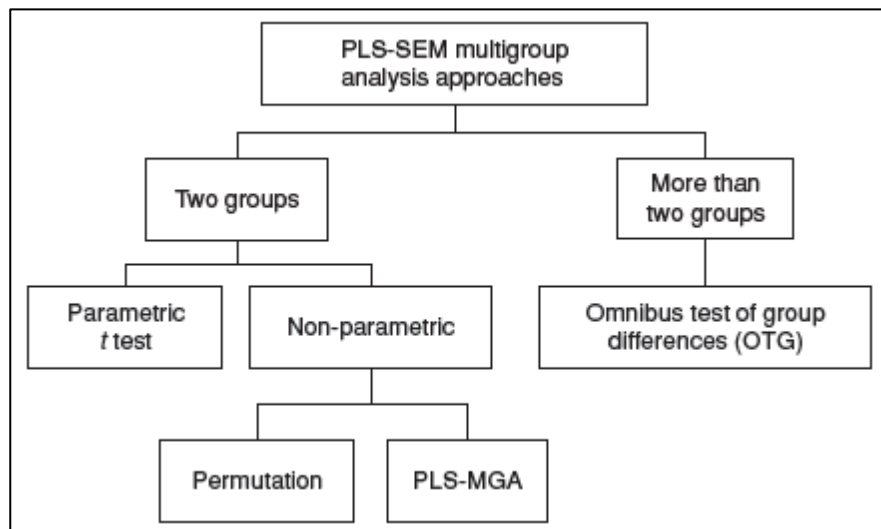 PLS-SEM multigroup
analysis approaches
Two groups
More than
two groups
Parametric
t test
Non-parametric
Omnibus test of group
differences (OTG)
Permutation
PLS-MGA